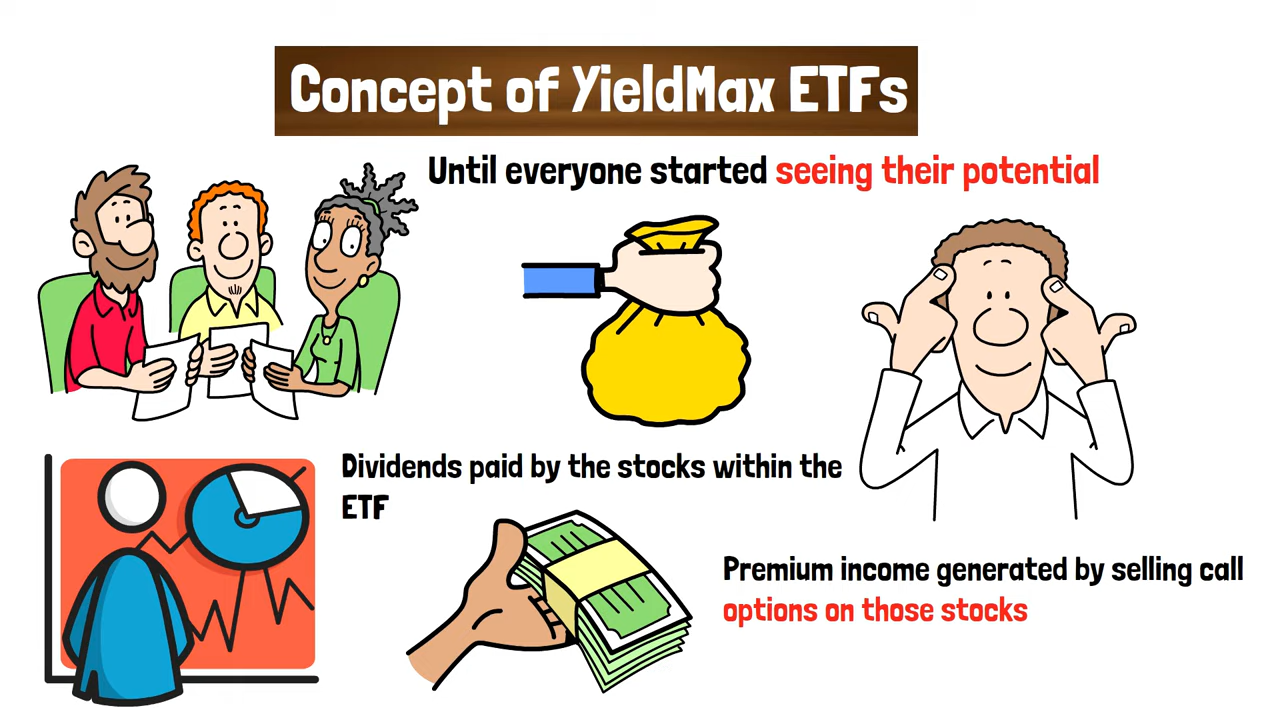 Concept of YieldMax ETFs
Until everyone started seeing their potential
Dividends paid by the stocks within the
ETF
Premium income generated by selling call
options on those stocks